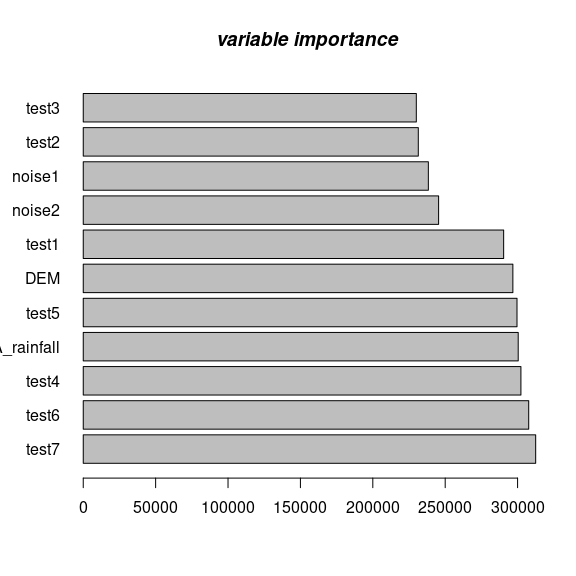 variable importance
test3
test2
noise1
noise2
test1
DEM
test5
_rainfall
test4
test6
test7
0 50000 100000 150000 200000 250000 300000